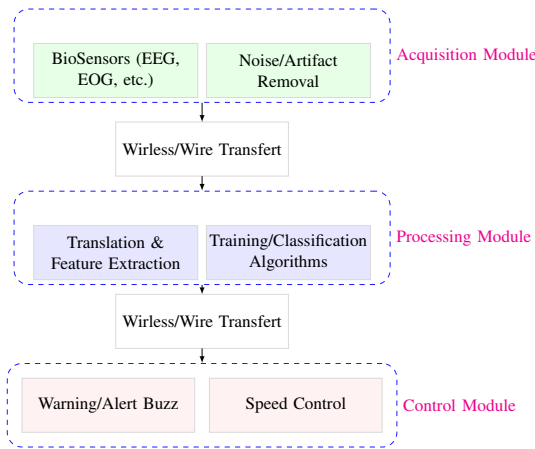 BioSensors (EEG,
EOG, etc.)
Noise/Artifact
Removal
Acquisition Module
Wirless/Wire Transfert
Translation &
Feature Extraction
Training/Classification
Algorithms
Processing Module
Wirless/Wire Transfert
Warning/Alert Buzz
Speed Control
Control Module